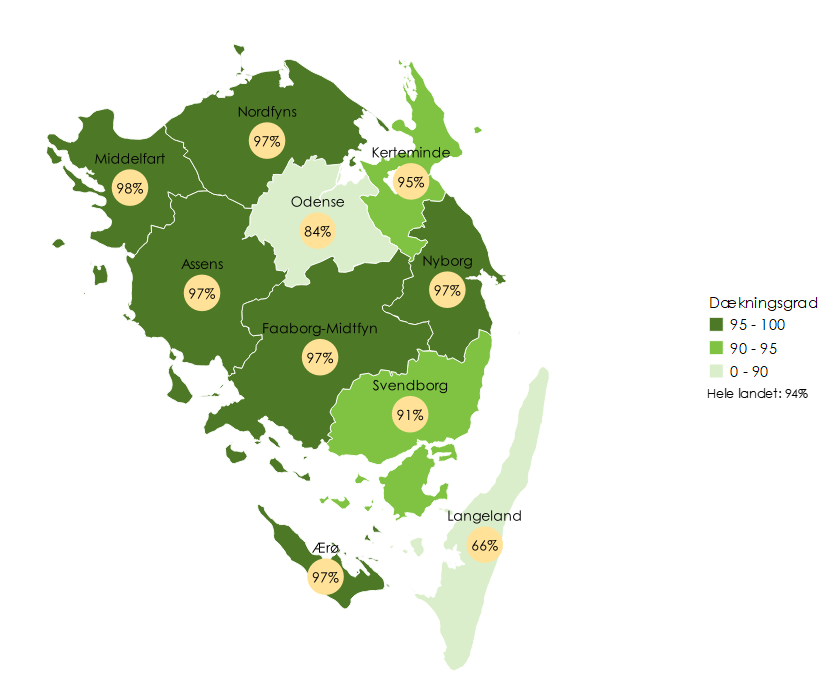 Nordfyns
97%
Kerteminde
95%
Middelfart
98%
Odense
84%
Assens
97%
Nyborg
97%
Faaborg-Midtfyn
97%
Svendborg
91%
Langeland
66%
Ærø
97%
Dækningsgrad
95 - 100
90 - 95
0 - 90
Hele landet: 94%